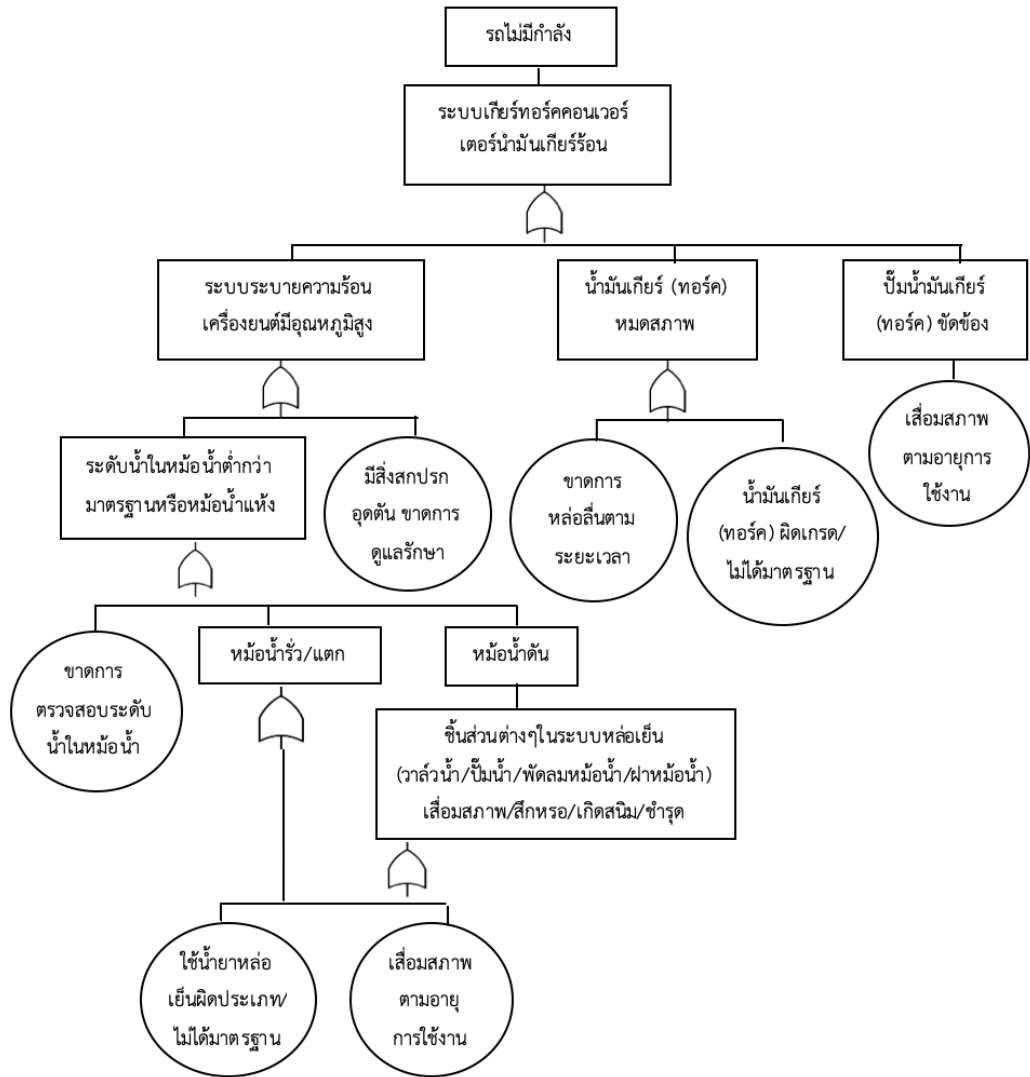 รถไม่มีกำลัง
ระบบเกียร์ทอร์คคอนเวอร์
เตอร์น้ำมันเกียร์ร้อน
ระบบระบายความร้อน
เครื่องยนต์มีอุณหภูมิสูง
น้ำมันเกียร์ (ทอร์ค)
หมดสภาพ
ปั๊มน้ำมันเกียร์
(ทอร์ค) ขัดข้อง
ระดับน้ำในหม้อน้ำต่ำกว่า
มาตรฐานหรือหม้อน้ำแห้ง
มีสิ่งสกปรก
อุดตัน ขาดการ
ดูแลรักษา
ขาดการ
หล่อลื่นตาม
ระยะเวลา
น้ำมันเกียร์
(ทอร์ค) ผิดเกรด/
ไม่ได้มาตรฐาน
เสื่อมสภาพ
ตามอายุการ
ใช้งาน
ขาดการ
ตรวจสอบระดับ
น้ำในหม้อน้ำ
หม้อน้ำรั่ว/แตก
หม้อน้ำดัน
ชิ้นส่วนต่างๆในระบบหล่อเย็น
(วาล์วน้ำ/ปั๊มน้ำ/พัดลมหม้อน้ำ/ฝาหม้อน้ำ)
เสื่อมสภาพ/สึกหรอ/เกิดสนิม/ชำรุด
ใช้น้ำยาหล่อ
เย็นผิดประเภท/
ไม่ได้มาตรฐาน
เสื่อมสภาพ
ตามอายุ
การใช้งาน